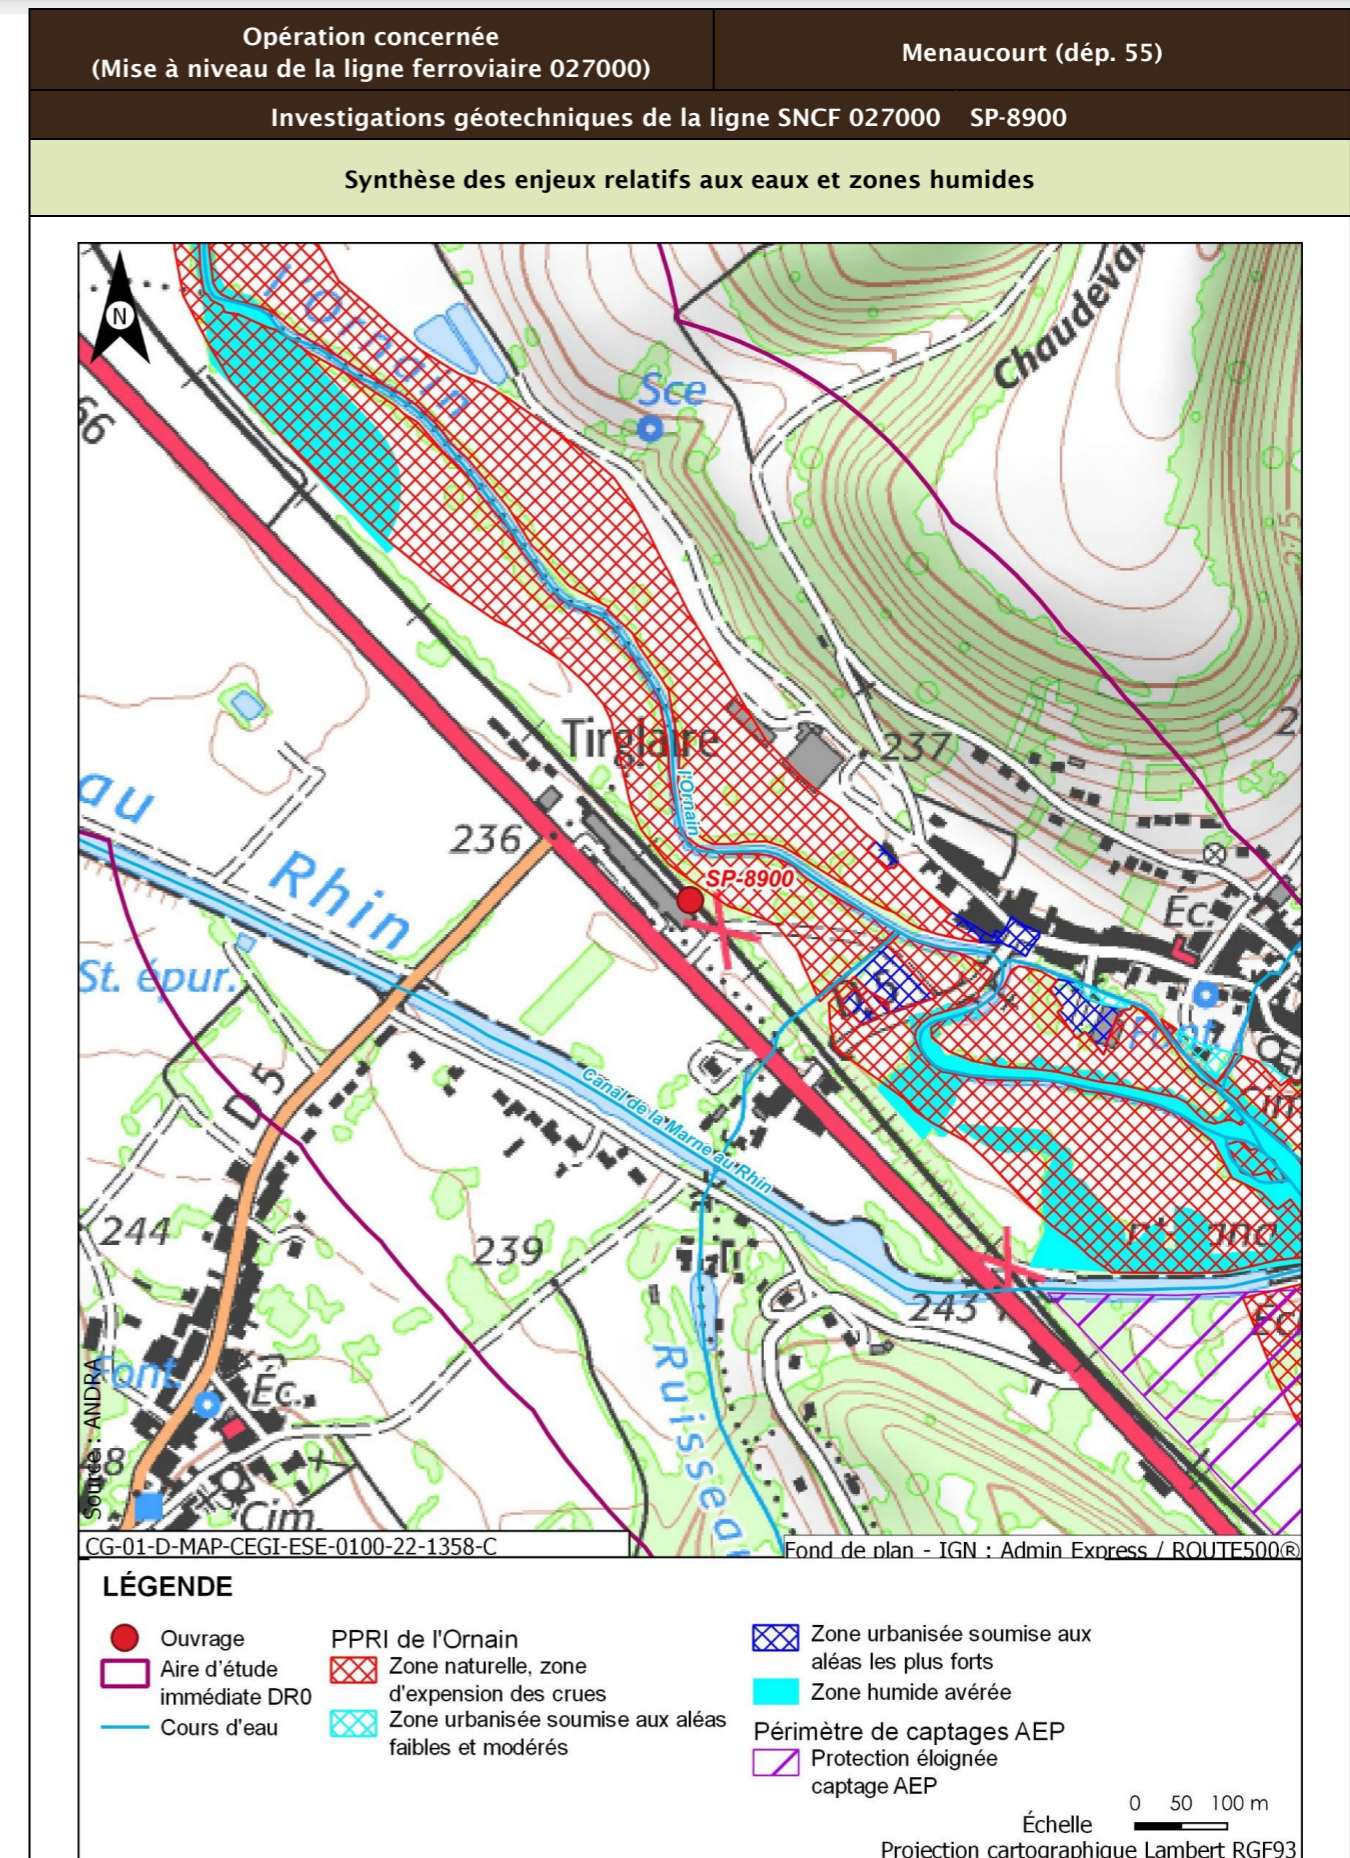 Opération concernée
(Mise à niveau de la ligne ferroviaire 027000)
Menaucourt (dép. 55)
Investigations géotechniques de la ligne SNCF 027000 SP-8900
Synthèse des enjeux relatifs aux eaux et zones humides
N
l'Ornain
Chaudeval
66
Sce
275
Tirglaire
237
2
l'Ornain
au
Rhin
236
SP-8900
Éc.
St. épur.
Font.
D 5
Canal de la Marne au Rhin
244
239
243
Ruisseau
Font.
Éc.
8
Cim.
Source : ANDRA
CG-01-D-MAP-CEGI-ESE-0100-22-1358-C
Fond de plan - IGN : Admin Express / ROUTE500®
LÉGENDE
Ouvrage
Aire d'étude
immédiate DR0
Cours d'eau
PPRI de l'Ornain
Zone naturelle, zone
d'expension des crues
Zone urbanisée soumise aux aléas
faibles et modérés
Zone urbanisée soumise aux
aléas les plus forts
Zone humide avérée
Périmètre de captages AEP
Protection éloignée
captage AEP
Échelle
0 50 100 m
Projection cartographique Lambert RGF93